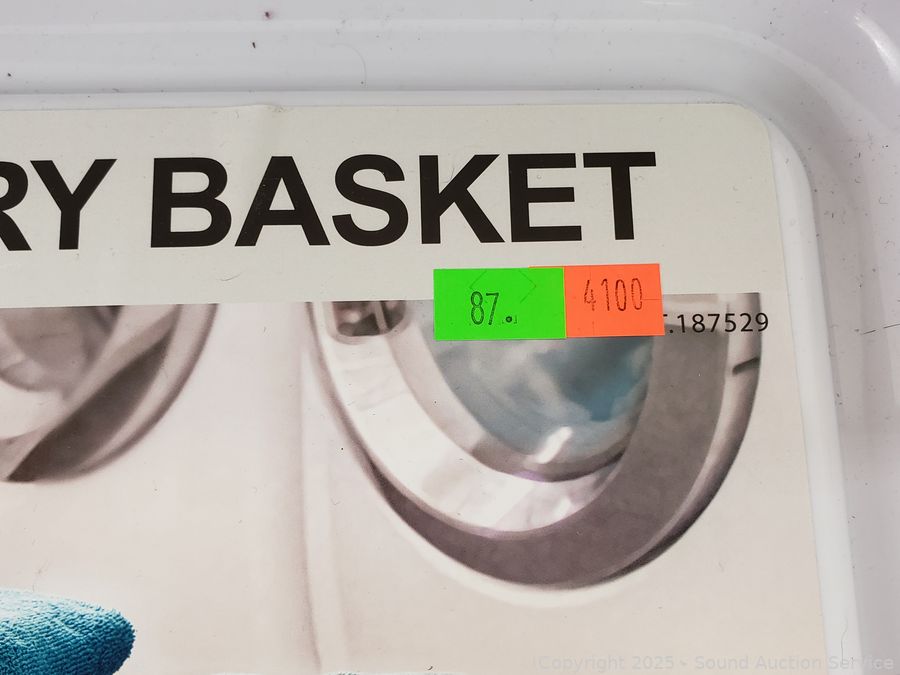 RY BASKET
87.
4100
.187529
Copyright 2025 - Sound Auction Service